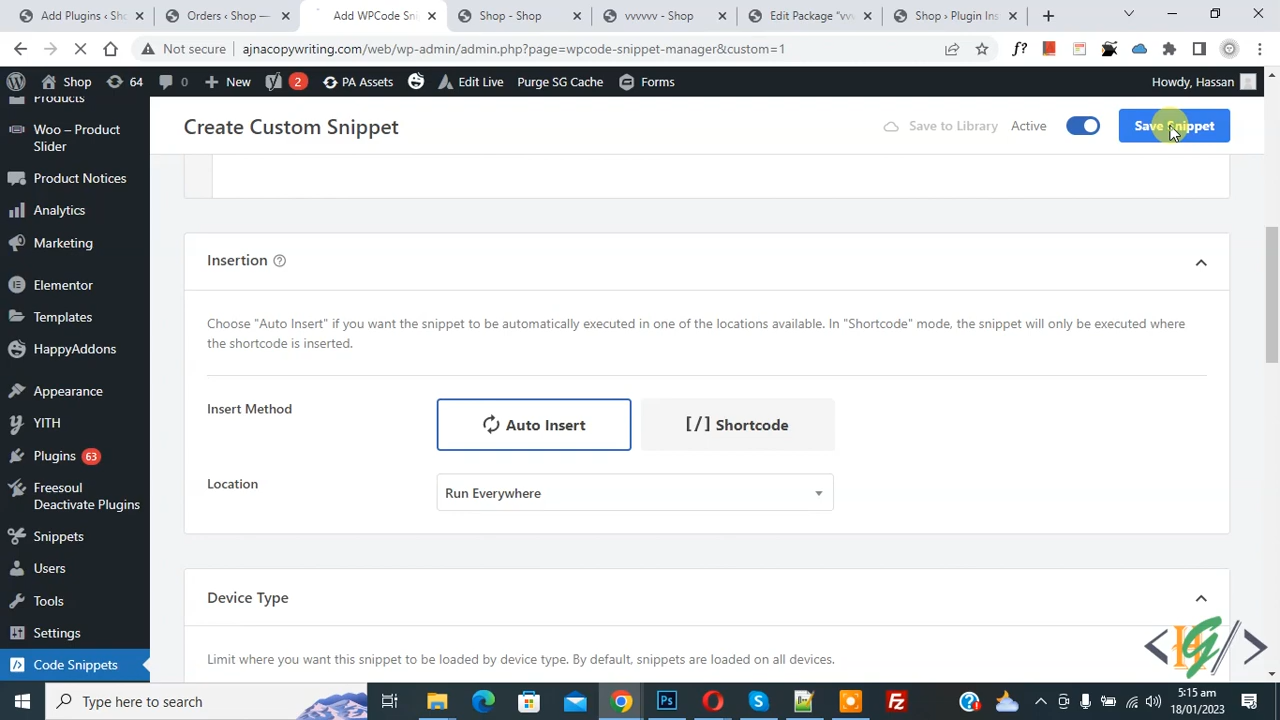 Add Plugins ‹ Sho
Orders ‹ Shop —
Add WPCode Sni
Shop - Shop
vvvvvv - Shop
Edit Package "vv
Shop › Plugin Ins
Not secure
ajnacopywriting.com/web/wp-admin/admin.php?page=wpcode-snippet-manager&custom=1
f?
Shop
64
0
New
2
PA Assets
Edit Live
Purge SG Cache
Forms
Howdy, Hassan
Products
Woo – Product
Slider
Product Notices
Analytics
Marketing
Elementor
Templates
HappyAddons
Appearance
YITH
Plugins 63
Freesoul
Deactivate Plugins
Snippets
Users
Tools
Settings
Code Snippets
Create Custom Snippet
Save to Library
Active
Save Snippet
Insertion
Choose "Auto Insert" if you want the snippet to be automatically executed in one of the locations available. In "Shortcode" mode, the snippet will only be executed where
the shortcode is inserted.
Insert Method
Auto Insert
[/] Shortcode
Location
Run Everywhere
Device Type
Limit where you want this snippet to be loaded by device type. By default, snippets are loaded on all devices.
Type here to search
5:15 am
18/01/2023